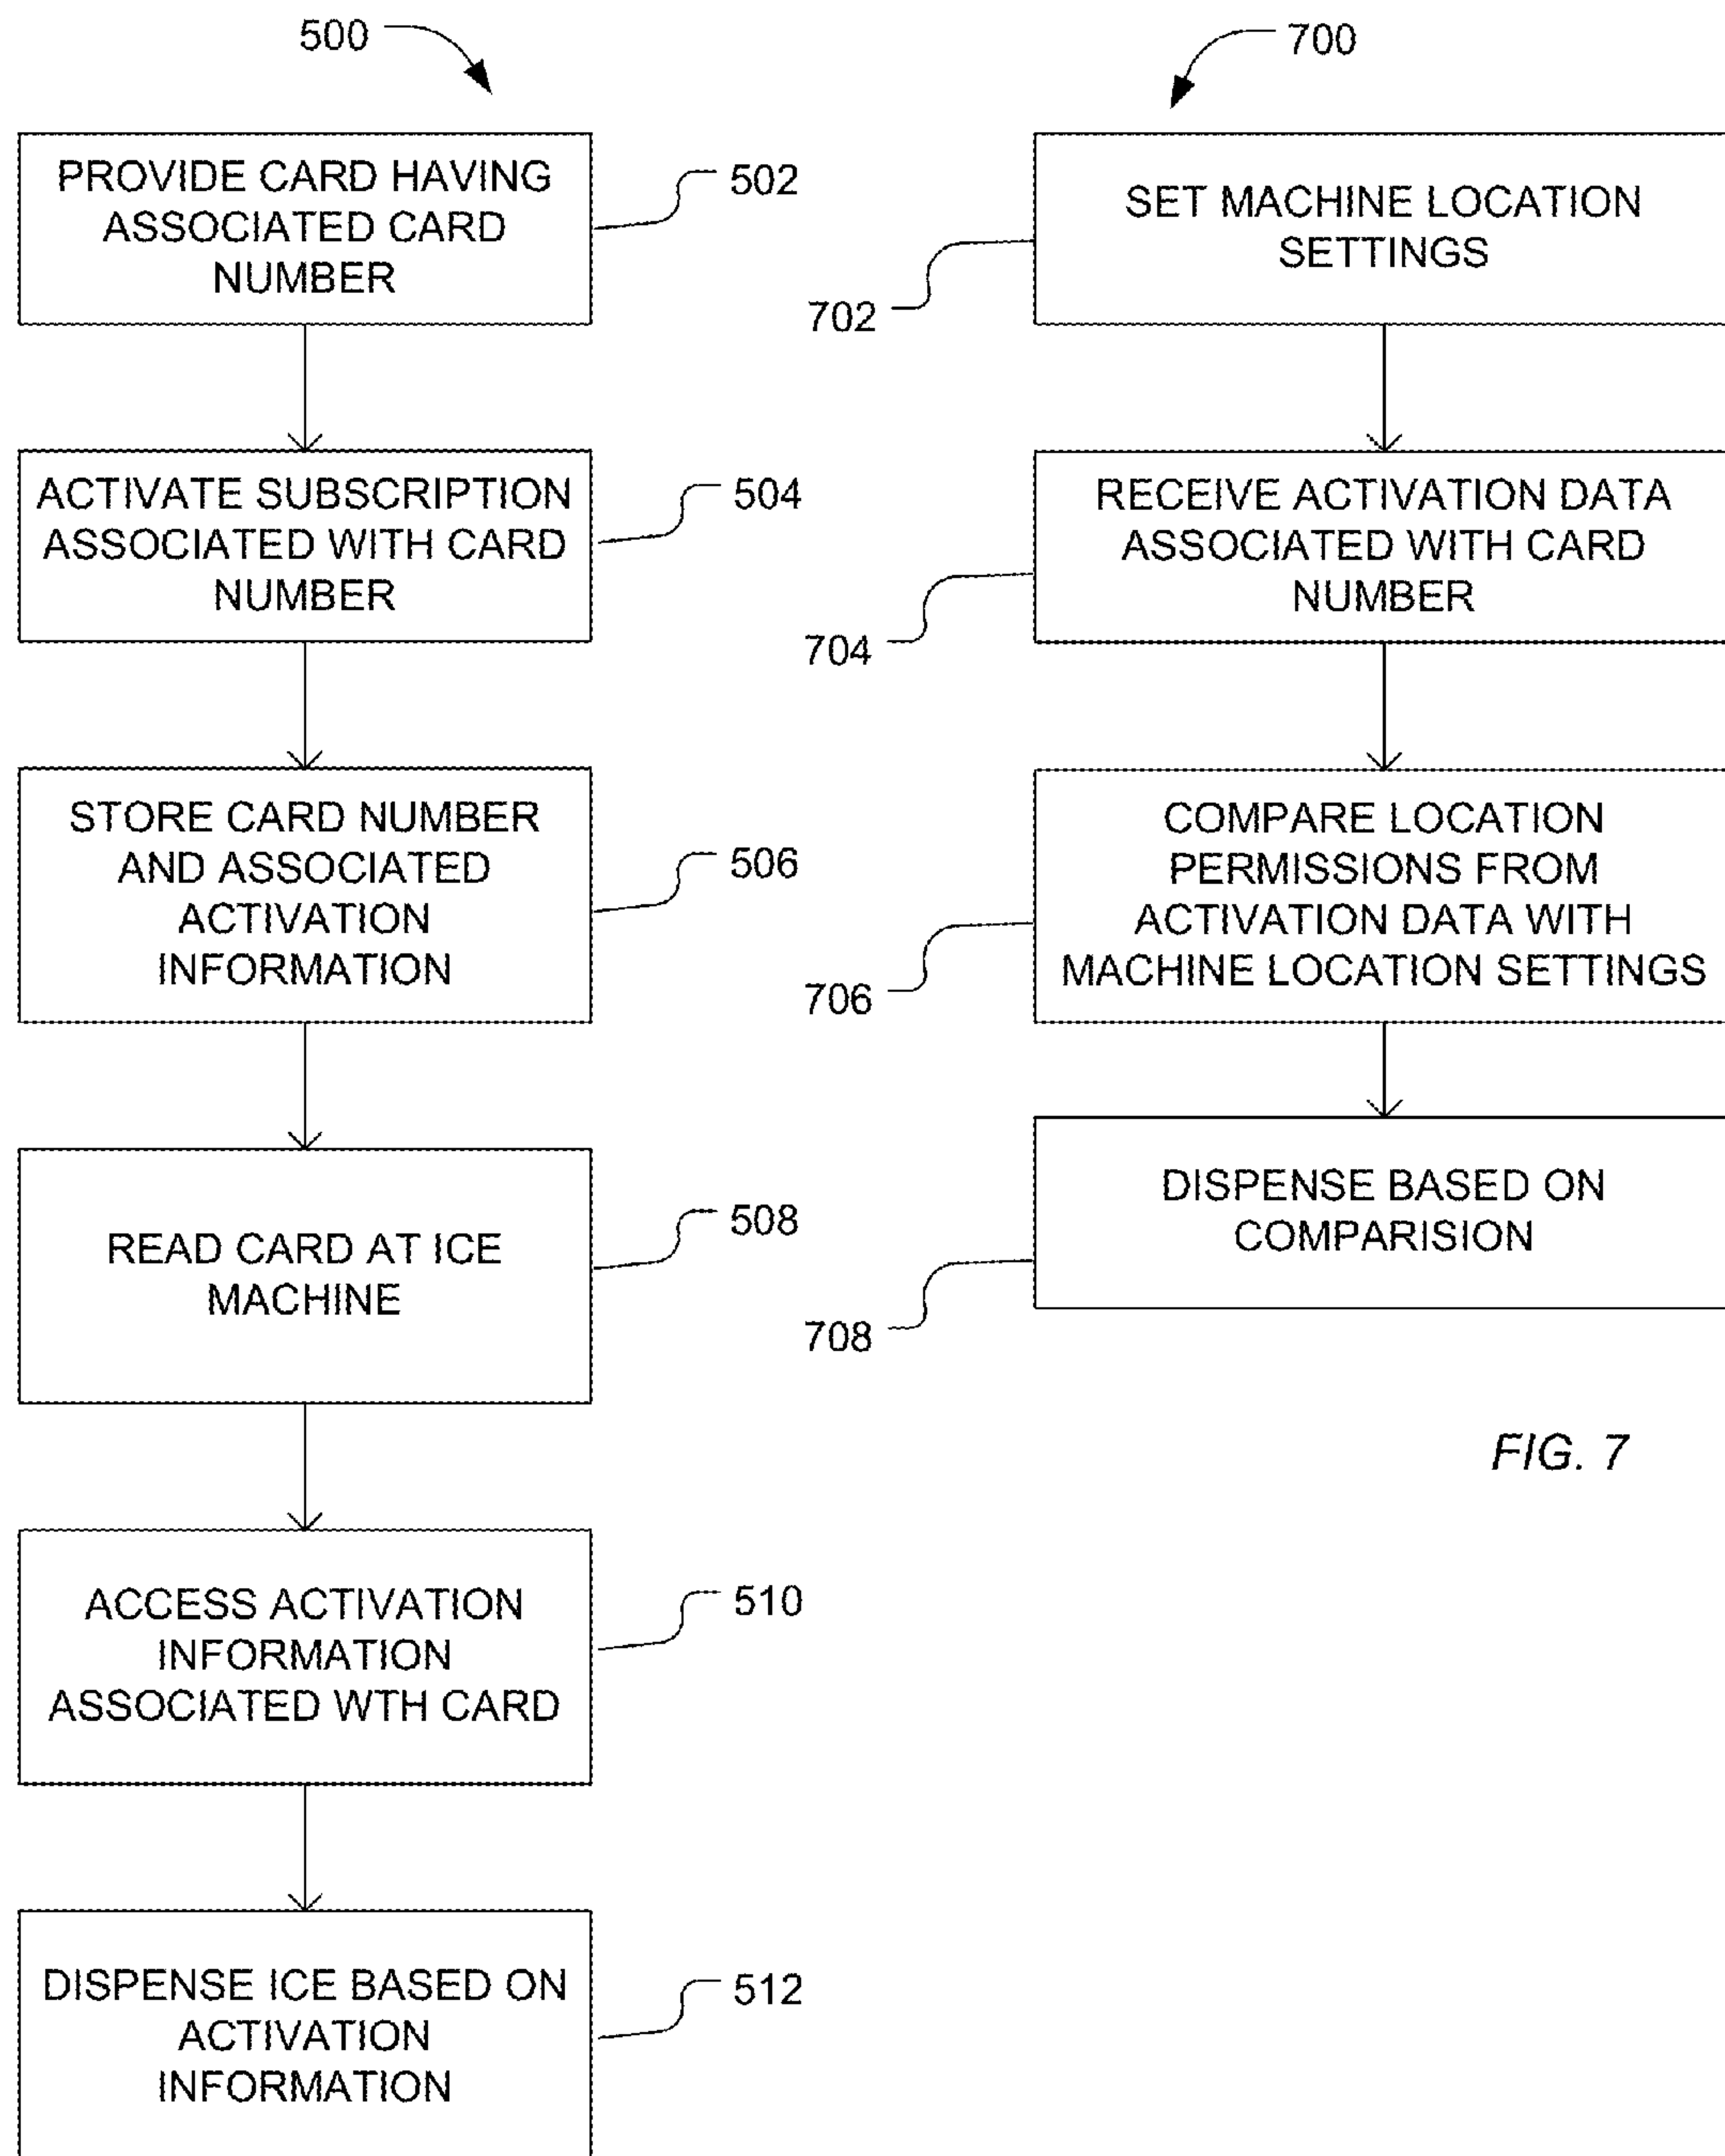 500
PROVIDE CARD HAVING
ASSOCIATED CARD
NUMBER
502
ACTIVATE SUBSCRIPTION
ASSOCIATED WITH CARD
NUMBER
504
STORE CARD NUMBER
AND ASSOCIATED
ACTIVATION
INFORMATION
506
READ CARD AT ICE
MACHINE
508
ACCESS ACTIVATION
INFORMATION
ASSOCIATED WTH CARD
510
DISPENSE ICE BASED ON
ACTIVATION
INFORMATION
512
700
SET MACHINE LOCATION
SETTINGS
702
RECEIVE ACTIVATION DATA
ASSOCIATED WITH CARD
NUMBER
704
COMPARE LOCATION
PERMISSIONS FROM
ACTIVATION DATA WITH
MACHINE LOCATION SETTINGS
706
DISPENSE BASED ON
COMPARISION
708
FIG. 7